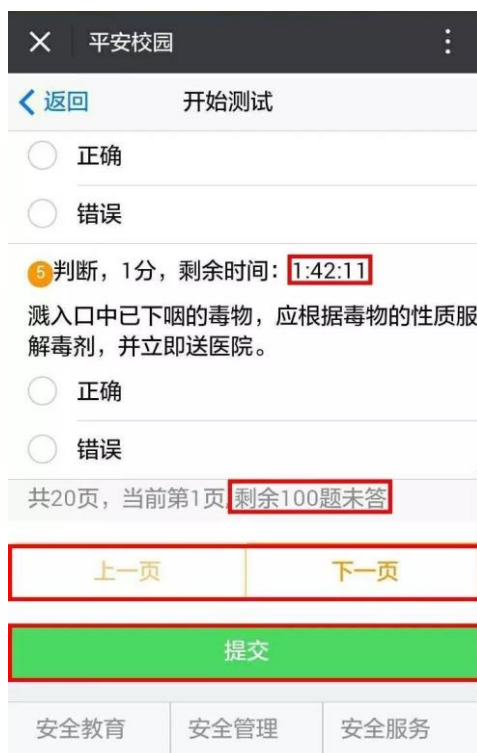 平安校园
返回 开始测试
正确
错误
5 判断，1分，剩余时间：1:42:11
溅入口中已下咽的毒物，应根据毒物的性质服
解毒剂，并立即送医院。
正确
错误
共20页，当前第1页,剩余100题未答
上一页 下一页
提交
安全教育 安全管理 安全服务